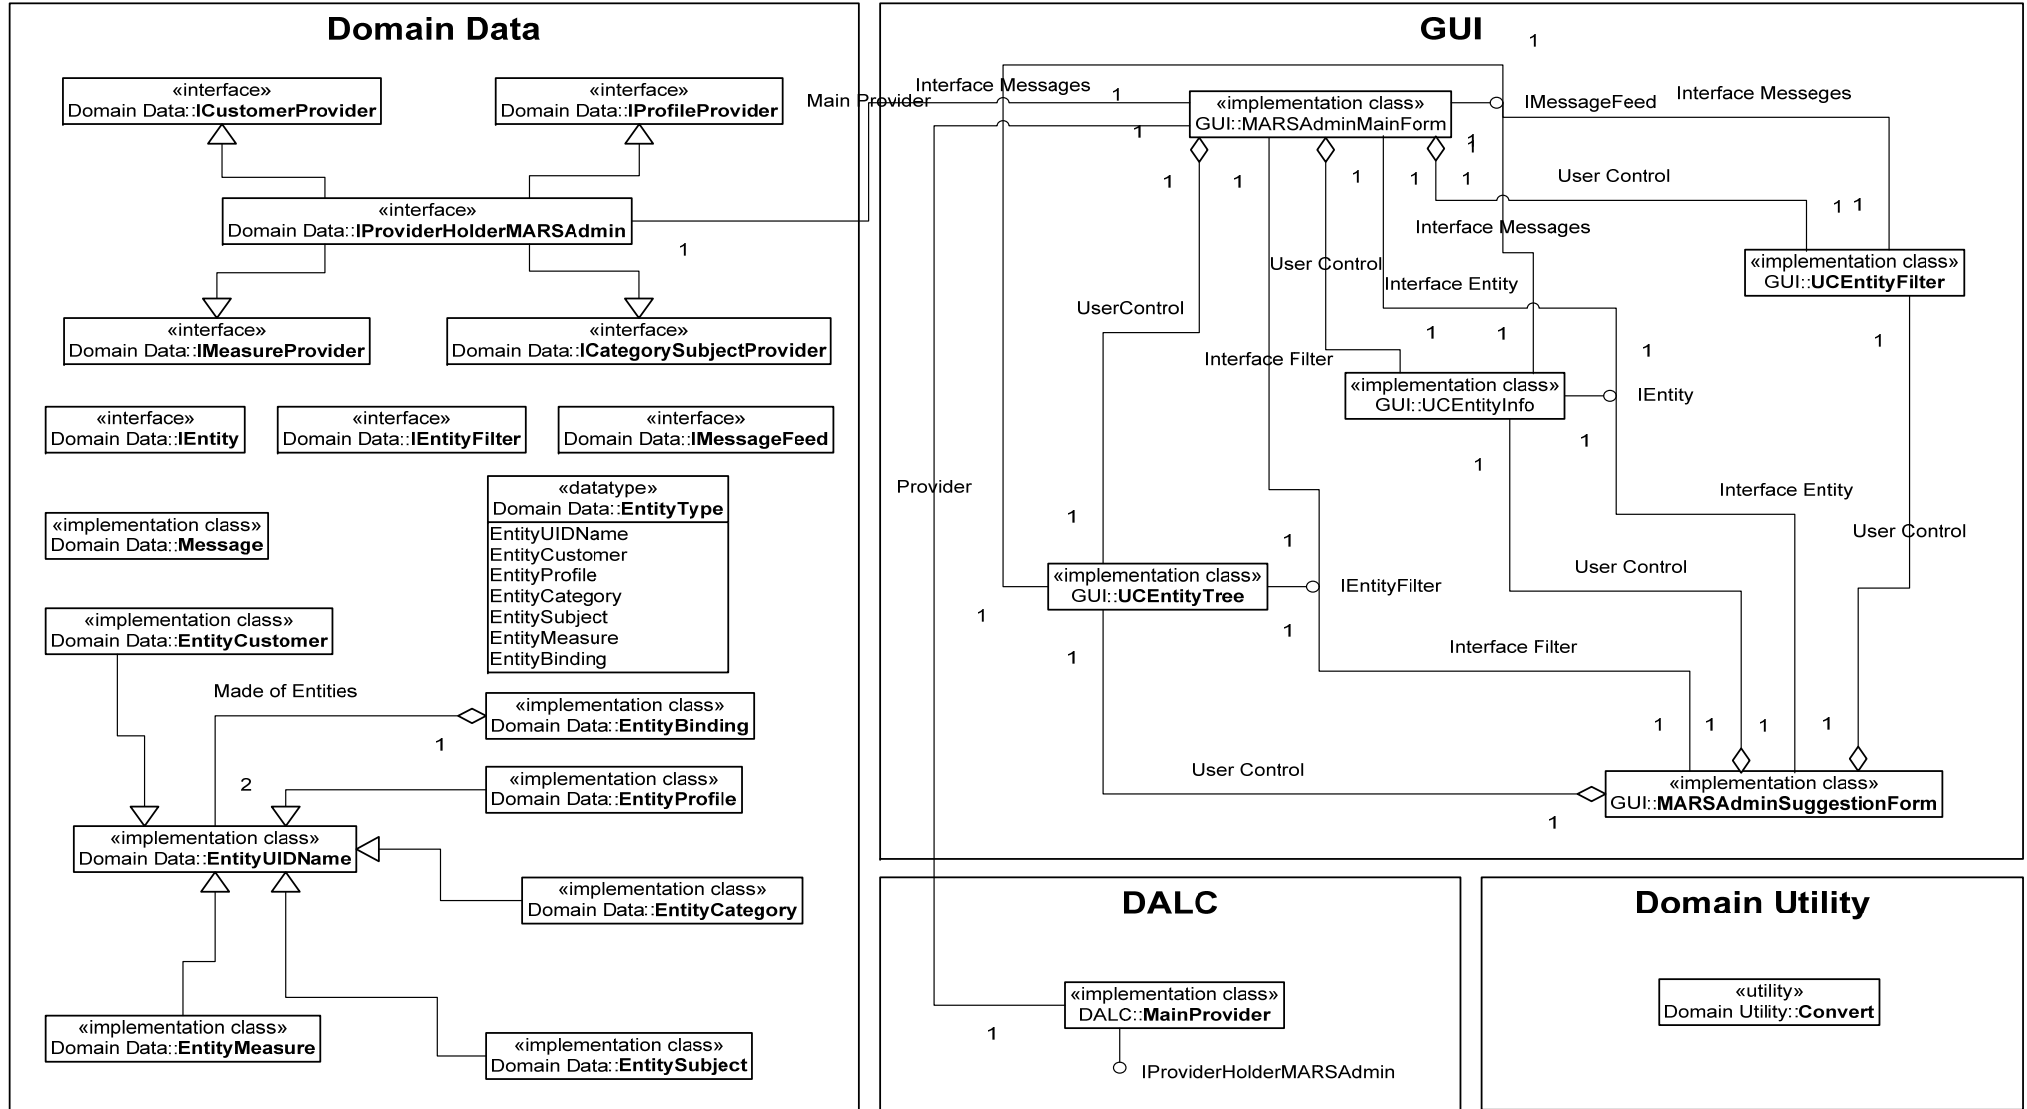 Domain Data
«interface»
Domain Data::ICustomerProvider
«interface»
Domain Data::IProfileProvider
«interface»
Domain Data::IProviderHolderMARSAdmin
1
«interface»
Domain Data::IMeasureProvider
«interface»
Domain Data::ICategorySubjectProvider
«interface»
Domain Data::IEntity
«interface»
Domain Data::IEntityFilter
«interface»
Domain Data::IMessageFeed
«datatype»
Domain Data::EntityType
EntityUIDName
EntityCustomer
EntityProfile
EntityCategory
EntitySubject
EntityMeasure
EntityBinding
«implementation class»
Domain Data::Message
«implementation class»
Domain Data::EntityCustomer
Made of Entities
«implementation class»
Domain Data::EntityBinding
1
2
«implementation class»
Domain Data::EntityProfile
«implementation class»
Domain Data::EntityUIDName
«implementation class»
Domain Data::EntityCategory
«implementation class»
Domain Data::EntityMeasure
«implementation class»
Domain Data::EntitySubject
GUI
1
Interface Messages
Main Provider
1
«implementation class»
GUI::MARSAdminMainForm
IMessageFeed
Interface Messeges
1
1
1
1
1
1
1
1
1
User Control
1
1
Interface Messages
«implementation class»
GUI::UCEntityFilter
User Control
Interface Entity
UserControl
1
1
1
1
Interface Filter
«implementation class»
GUI::UCEntityInfo
IEntity
1
1
Provider
Interface Entity
1
1
User Control
User Control
«implementation class»
GUI::UCEntityTree
IEntityFilter
1
1
1
Interface Filter
1
1
1
1
User Control
«implementation class»
GUI::MARSAdminSuggestionForm
1
DALC
«implementation class»
DALC::MainProvider
1
IProviderHolderMARSAdmin
Domain Utility
«utility»
Domain Utility::Convert